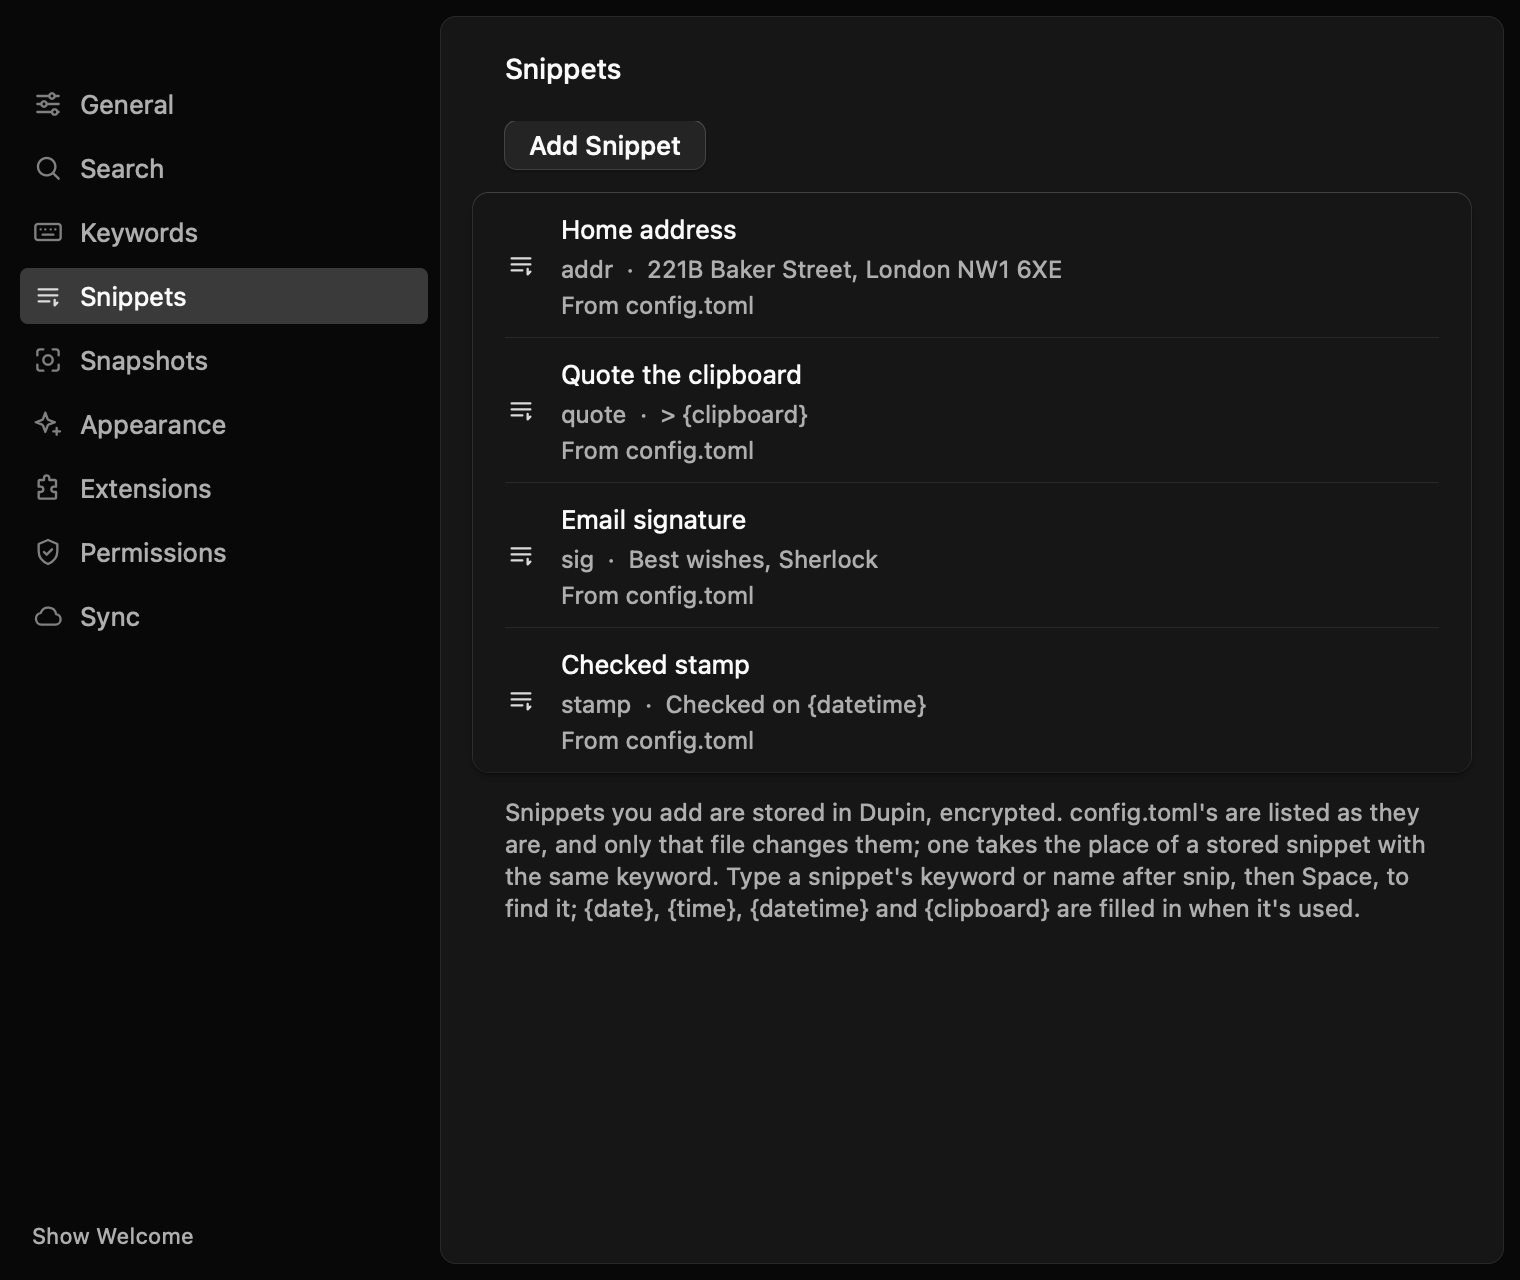 General
Search
Keywords
Snippets
Snapshots
Appearance
Extensions
Permissions
Sync
Show Welcome
Snippets
Add Snippet
Home address
addr · 221B Baker Street, London NW1 6XE
From config.toml
Quote the clipboard
quote · > {clipboard}
From config.toml
Email signature
sig · Best wishes, Sherlock
From config.toml
Checked stamp
stamp · Checked on {datetime}
From config.toml
Snippets you add are stored in Dupin, encrypted. config.toml's are listed as they
are, and only that file changes them; one takes the place of a stored snippet with
the same keyword. Type a snippet's keyword or name after snip, then Space, to
find it; {date}, {time}, {datetime} and {clipboard} are filled in when it's used.